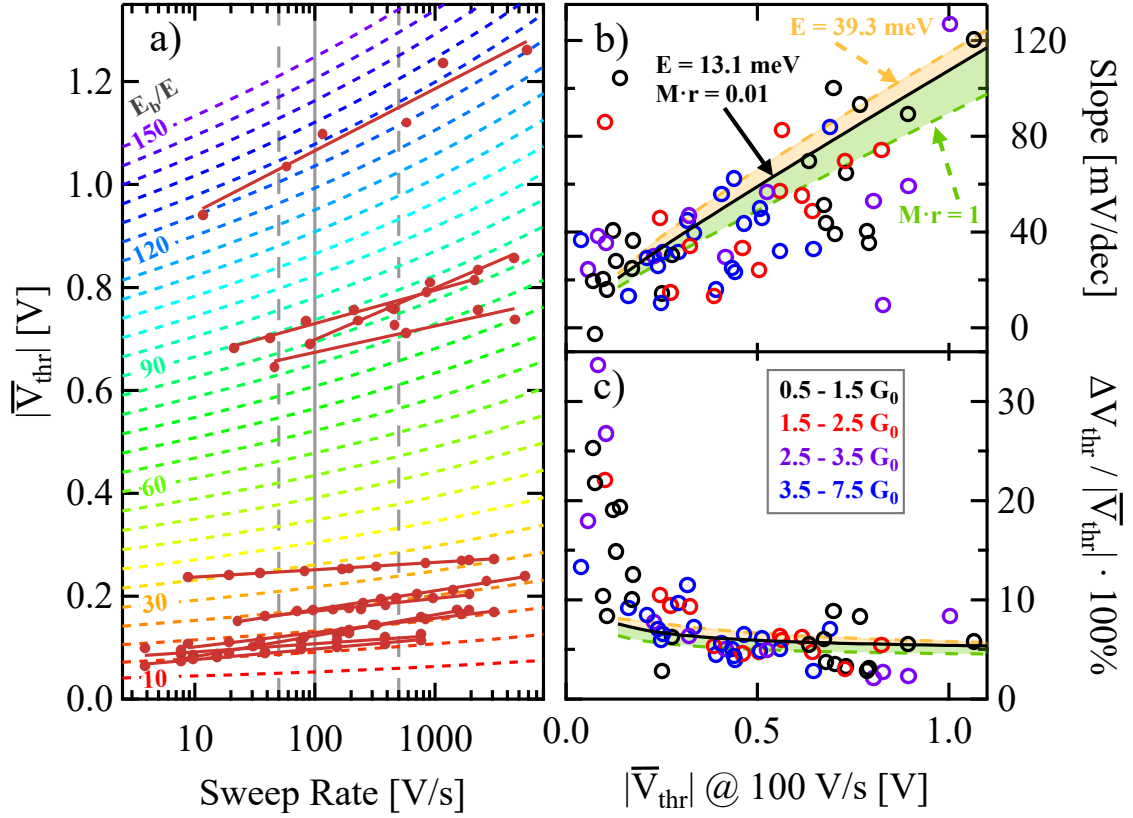 a)
E_b/E
150
120
90
60
30
10
1.2
1.0
0.8
0.6
0.4
0.2
0.0
|V̅_thr| [V]
10
100
1000
Sweep Rate [V/s]
b)
E = 39.3 meV
E = 13.1 meV
M·r = 0.01
M·r = 1
120
80
40
0
Slope [mV/dec]
c)
0.5 - 1.5 G₀
1.5 - 2.5 G₀
2.5 - 3.5 G₀
3.5 - 7.5 G₀
30
20
10
0
ΔV_thr / |V̅_thr| · 100%
0.0
0.5
1.0
|V̅_thr| @ 100 V/s [V]